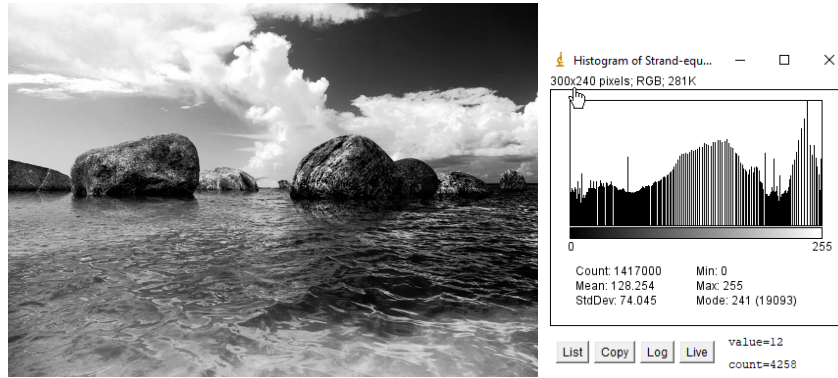 Histogram of Strand-equ...
300x240 pixels; RGB; 281K
0 255
Count: 1417000 Min: 0
Mean: 128.254 Max: 255
StdDev: 74.045 Mode: 241 (19093)
List Copy Log Live value=12
count=4258